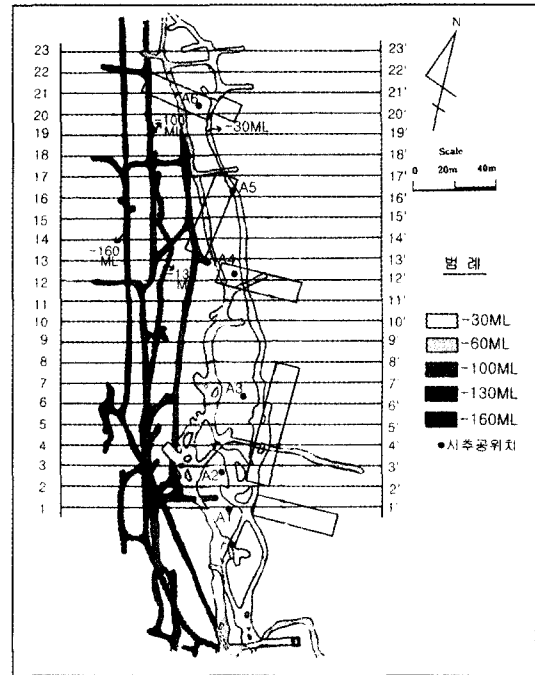 N
Scale
0 20m 40m
범 례
-30ML
-60ML
-100ML
-130ML
-160ML
●시추공위치
23 23'
22 22'
21 21'
20 20'
19 19'
18 18'
17 17'
16 16'
15 15'
14 14'
13 13'
12 12'
11 11'
10 10'
9 9'
8 8'
7 7'
6 6'
5 5'
4 4'
3 3'
2 2'
1 1'
A6
-100
ML
-30ML
A5
-160
ML
A4
A3
A2